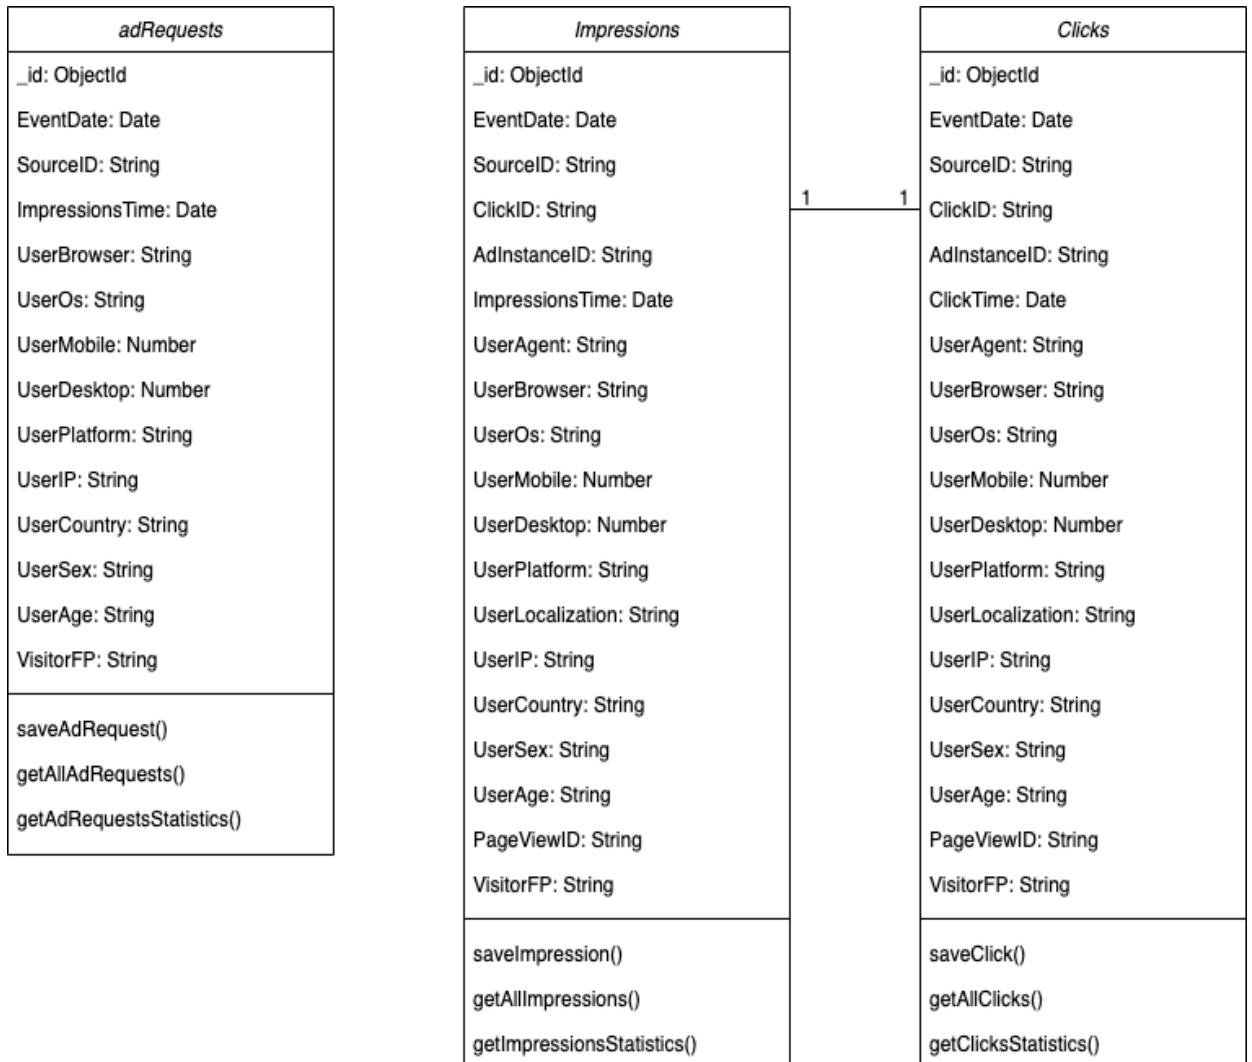 adRequests
_id: ObjectId
EventDate: Date
SourceID: String
ImpressionsTime: Date
UserBrowser: String
UserOs: String
UserMobile: Number
UserDesktop: Number
UserPlatform: String
UserIP: String
UserCountry: String
UserSex: String
UserAge: String
VisitorFP: String
saveAdRequest()
getAllAdRequests()
getAdRequestsStatistics()
Impressions
_id: ObjectId
EventDate: Date
SourceID: String
ClickID: String
AdInstanceID: String
ImpressionsTime: Date
UserAgent: String
UserBrowser: String
UserOs: String
UserMobile: Number
UserDesktop: Number
UserPlatform: String
UserLocalization: String
UserIP: String
UserCountry: String
UserSex: String
UserAge: String
PageViewID: String
VisitorFP: String
saveImpression()
getAllImpressions()
getImpressionsStatistics()
1
1
Clicks
_id: ObjectId
EventDate: Date
SourceID: String
ClickID: String
AdInstanceID: String
ClickTime: Date
UserAgent: String
UserBrowser: String
UserOs: String
UserMobile: Number
UserDesktop: Number
UserPlatform: String
UserLocalization: String
UserIP: String
UserCountry: String
UserSex: String
UserAge: String
PageViewID: String
VisitorFP: String
saveClick()
getAllClicks()
getClicksStatistics()